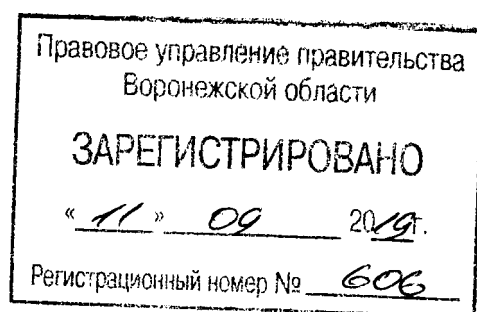 Правовое управление правительства
Воронежской области
ЗАРЕГИСТРИРОВАНО
« 11 » 09 2019г.
Регистрационный номер № 606